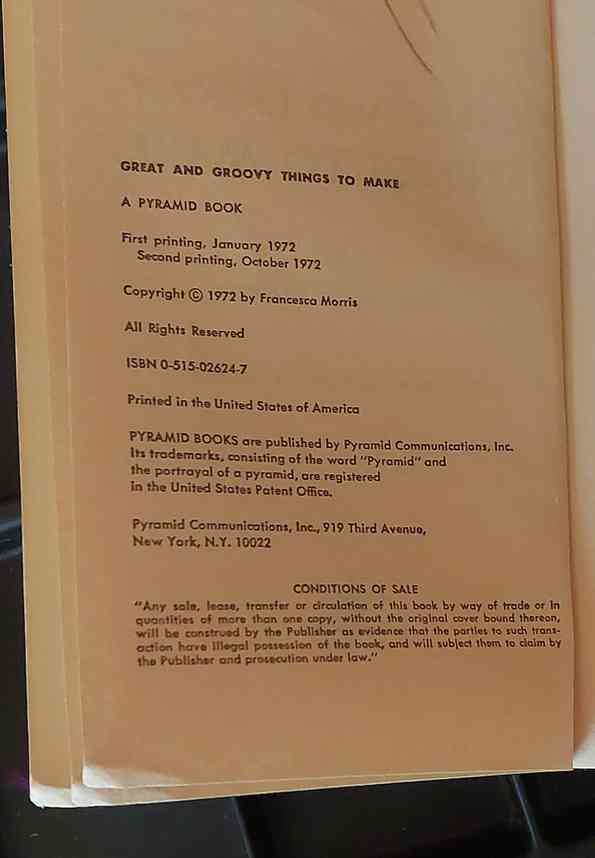 GREAT AND GROOVY THINGS TO MAKE
A PYRAMID BOOK
First printing, January 1972
Second printing, October 1972
Copyright © 1972 by Francesca Morris
All Rights Reserved
ISBN 0-515-02624-7
Printed in the United States of America
PYRAMID BOOKS are published by Pyramid Communications, Inc.
Its trademarks, consisting of the word "Pyramid" and
the portrayal of a pyramid, are registered
in the United States Patent Office.
Pyramid Communications, Inc., 919 Third Avenue,
New York, N.Y. 10022
CONDITIONS OF SALE
"Any sale, lease, transfer or circulation of this book by way of trade or in
quantities of more than one copy, without the original cover bound thereon,
will be construed by the Publisher as evidence that the parties to such trans-
action have illegal possession of the book, and will subject them to claim by
the Publisher and prosecution under law."